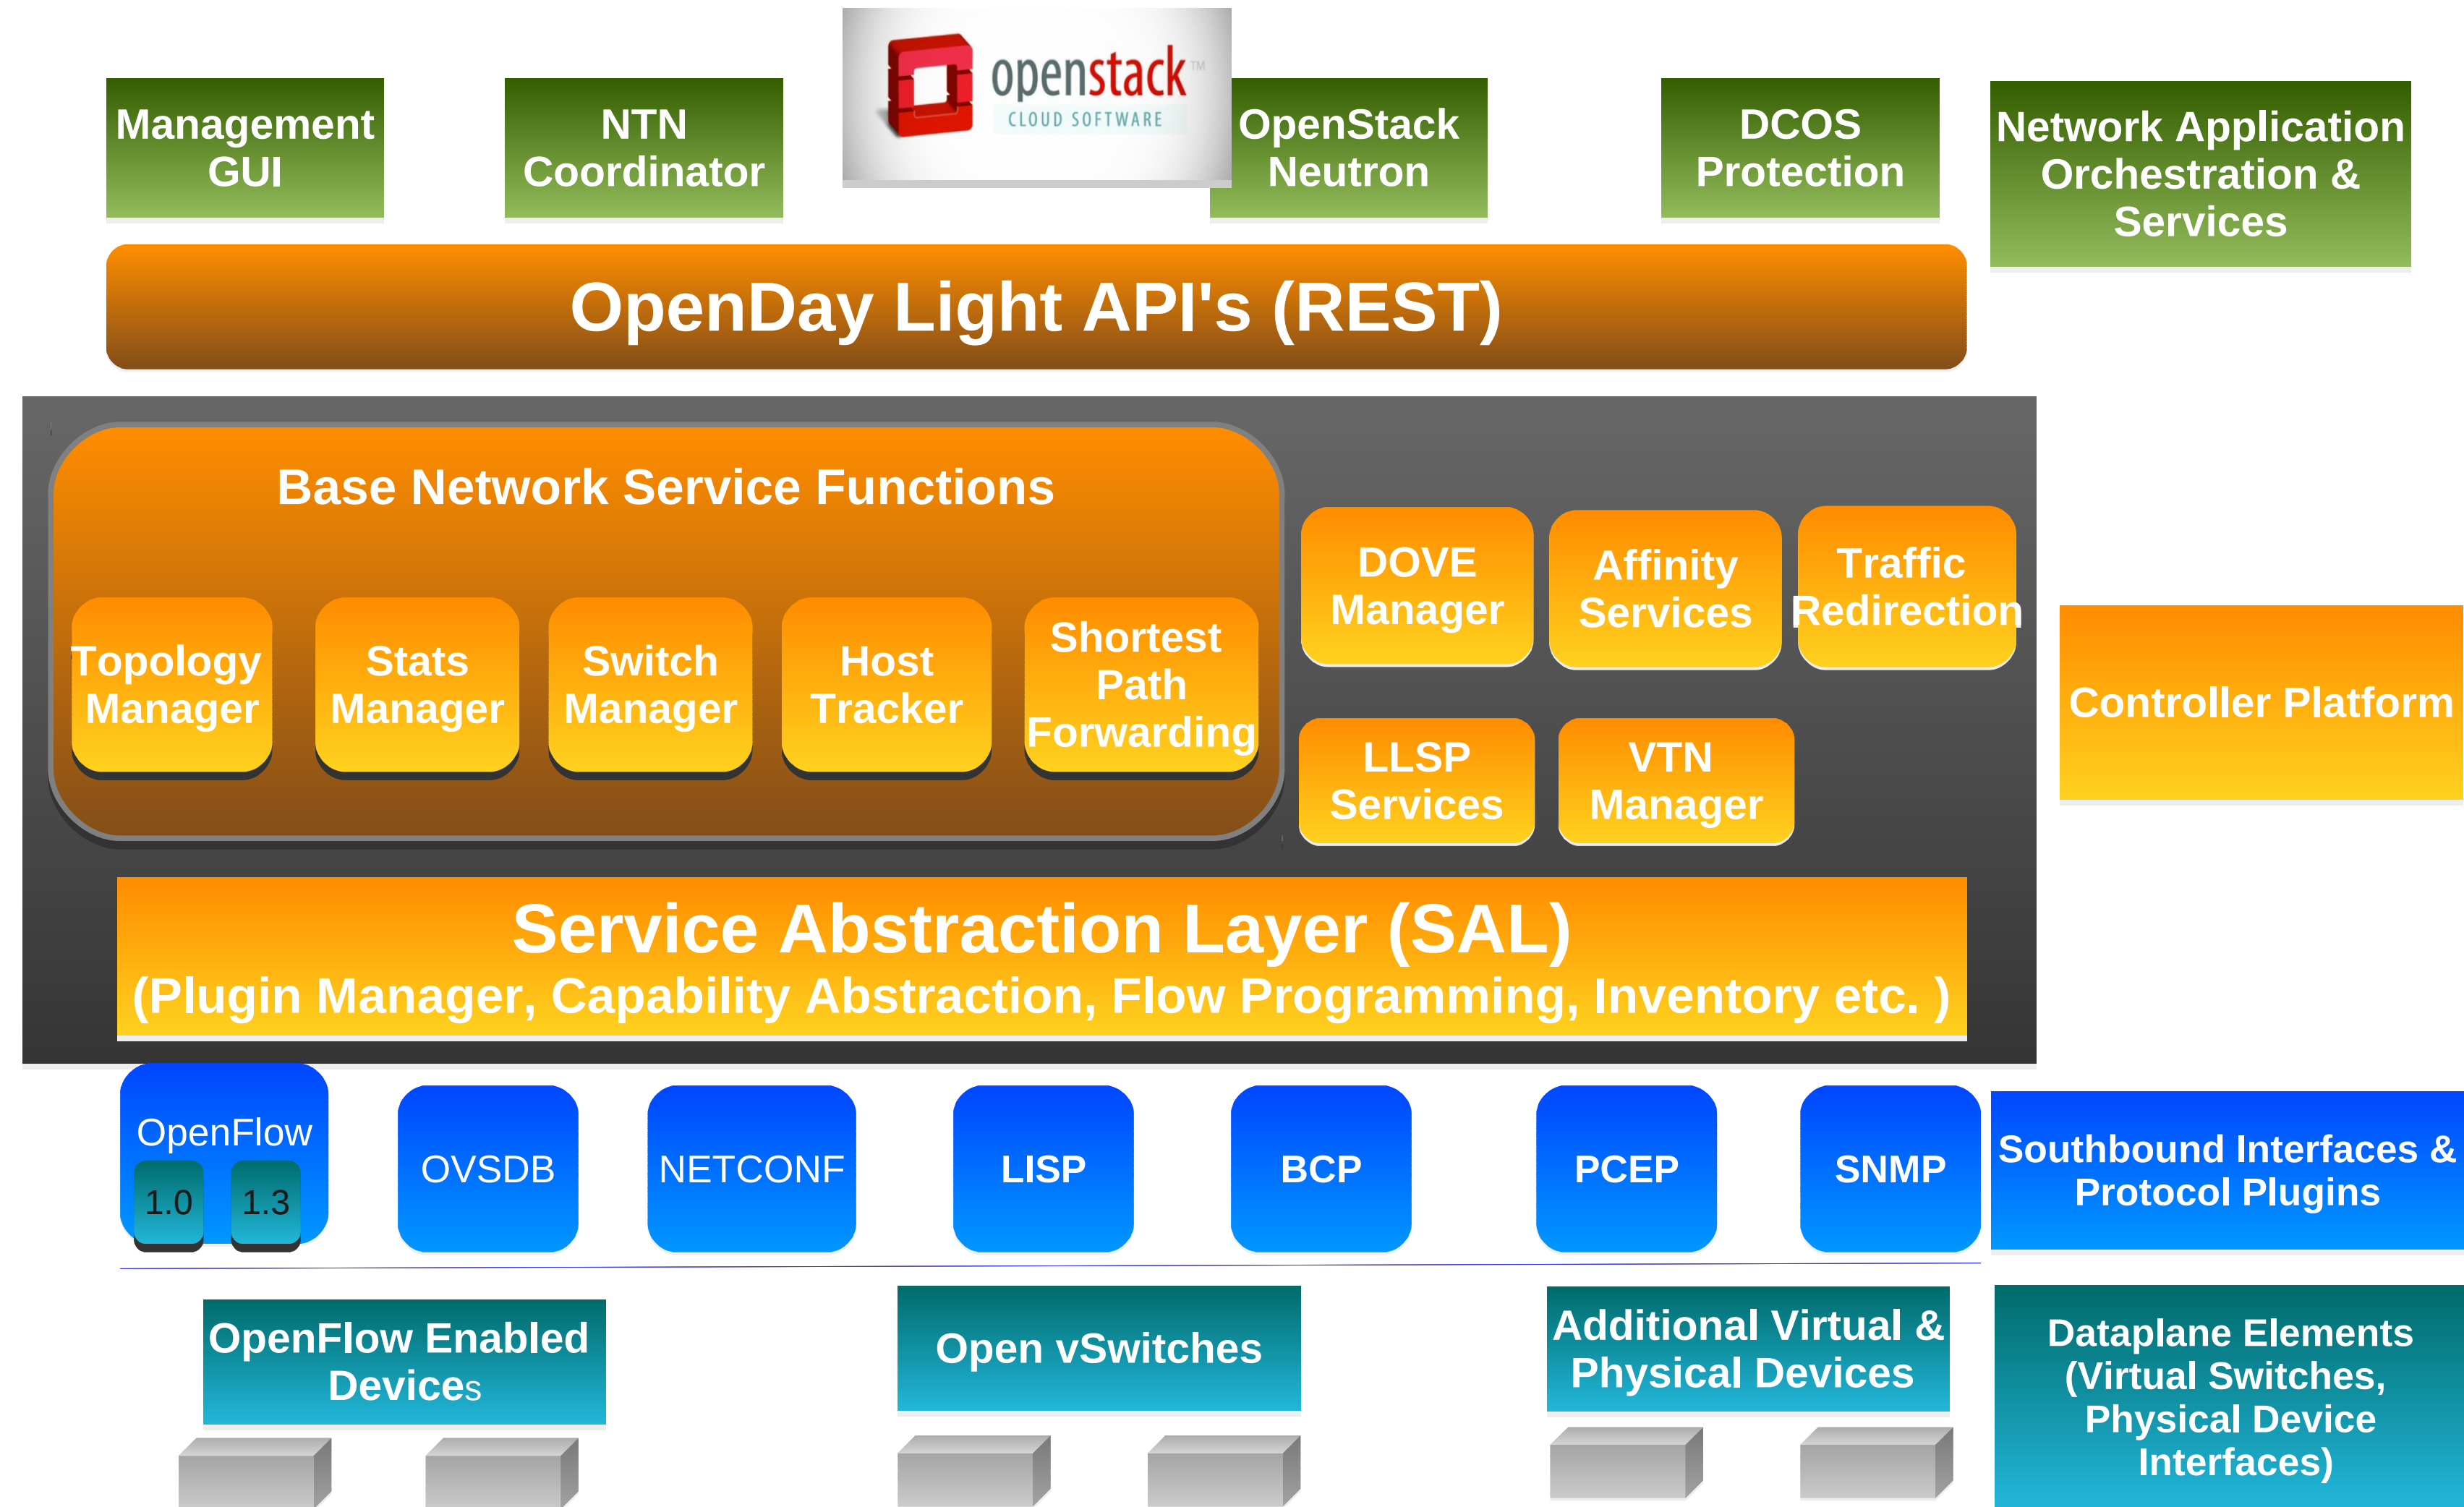 Management
GUI
NTN
Coordinator
openstack™
CLOUD SOFTWARE
OpenStack
Neutron
DCOS
Protection
Network Application
Orchestration &
Services
OpenDay Light API's (REST)
Base Network Service Functions
Topology
Manager
Stats
Manager
Switch
Manager
Host
Tracker
Shortest
Path
Forwarding
DOVE
Manager
Affinity
Services
Traffic
Redirection
LLSP
Services
VTN
Manager
Controller Platform
Service Abstraction Layer (SAL)
(Plugin Manager, Capability Abstraction, Flow Programming, Inventory etc. )
OpenFlow
1.0
1.3
OVSDB
NETCONF
LISP
BCP
PCEP
SNMP
Southbound Interfaces &
Protocol Plugins
OpenFlow Enabled
Devices
Open vSwitches
Additional Virtual &
Physical Devices
Dataplane Elements
(Virtual Switches,
Physical Device
Interfaces)